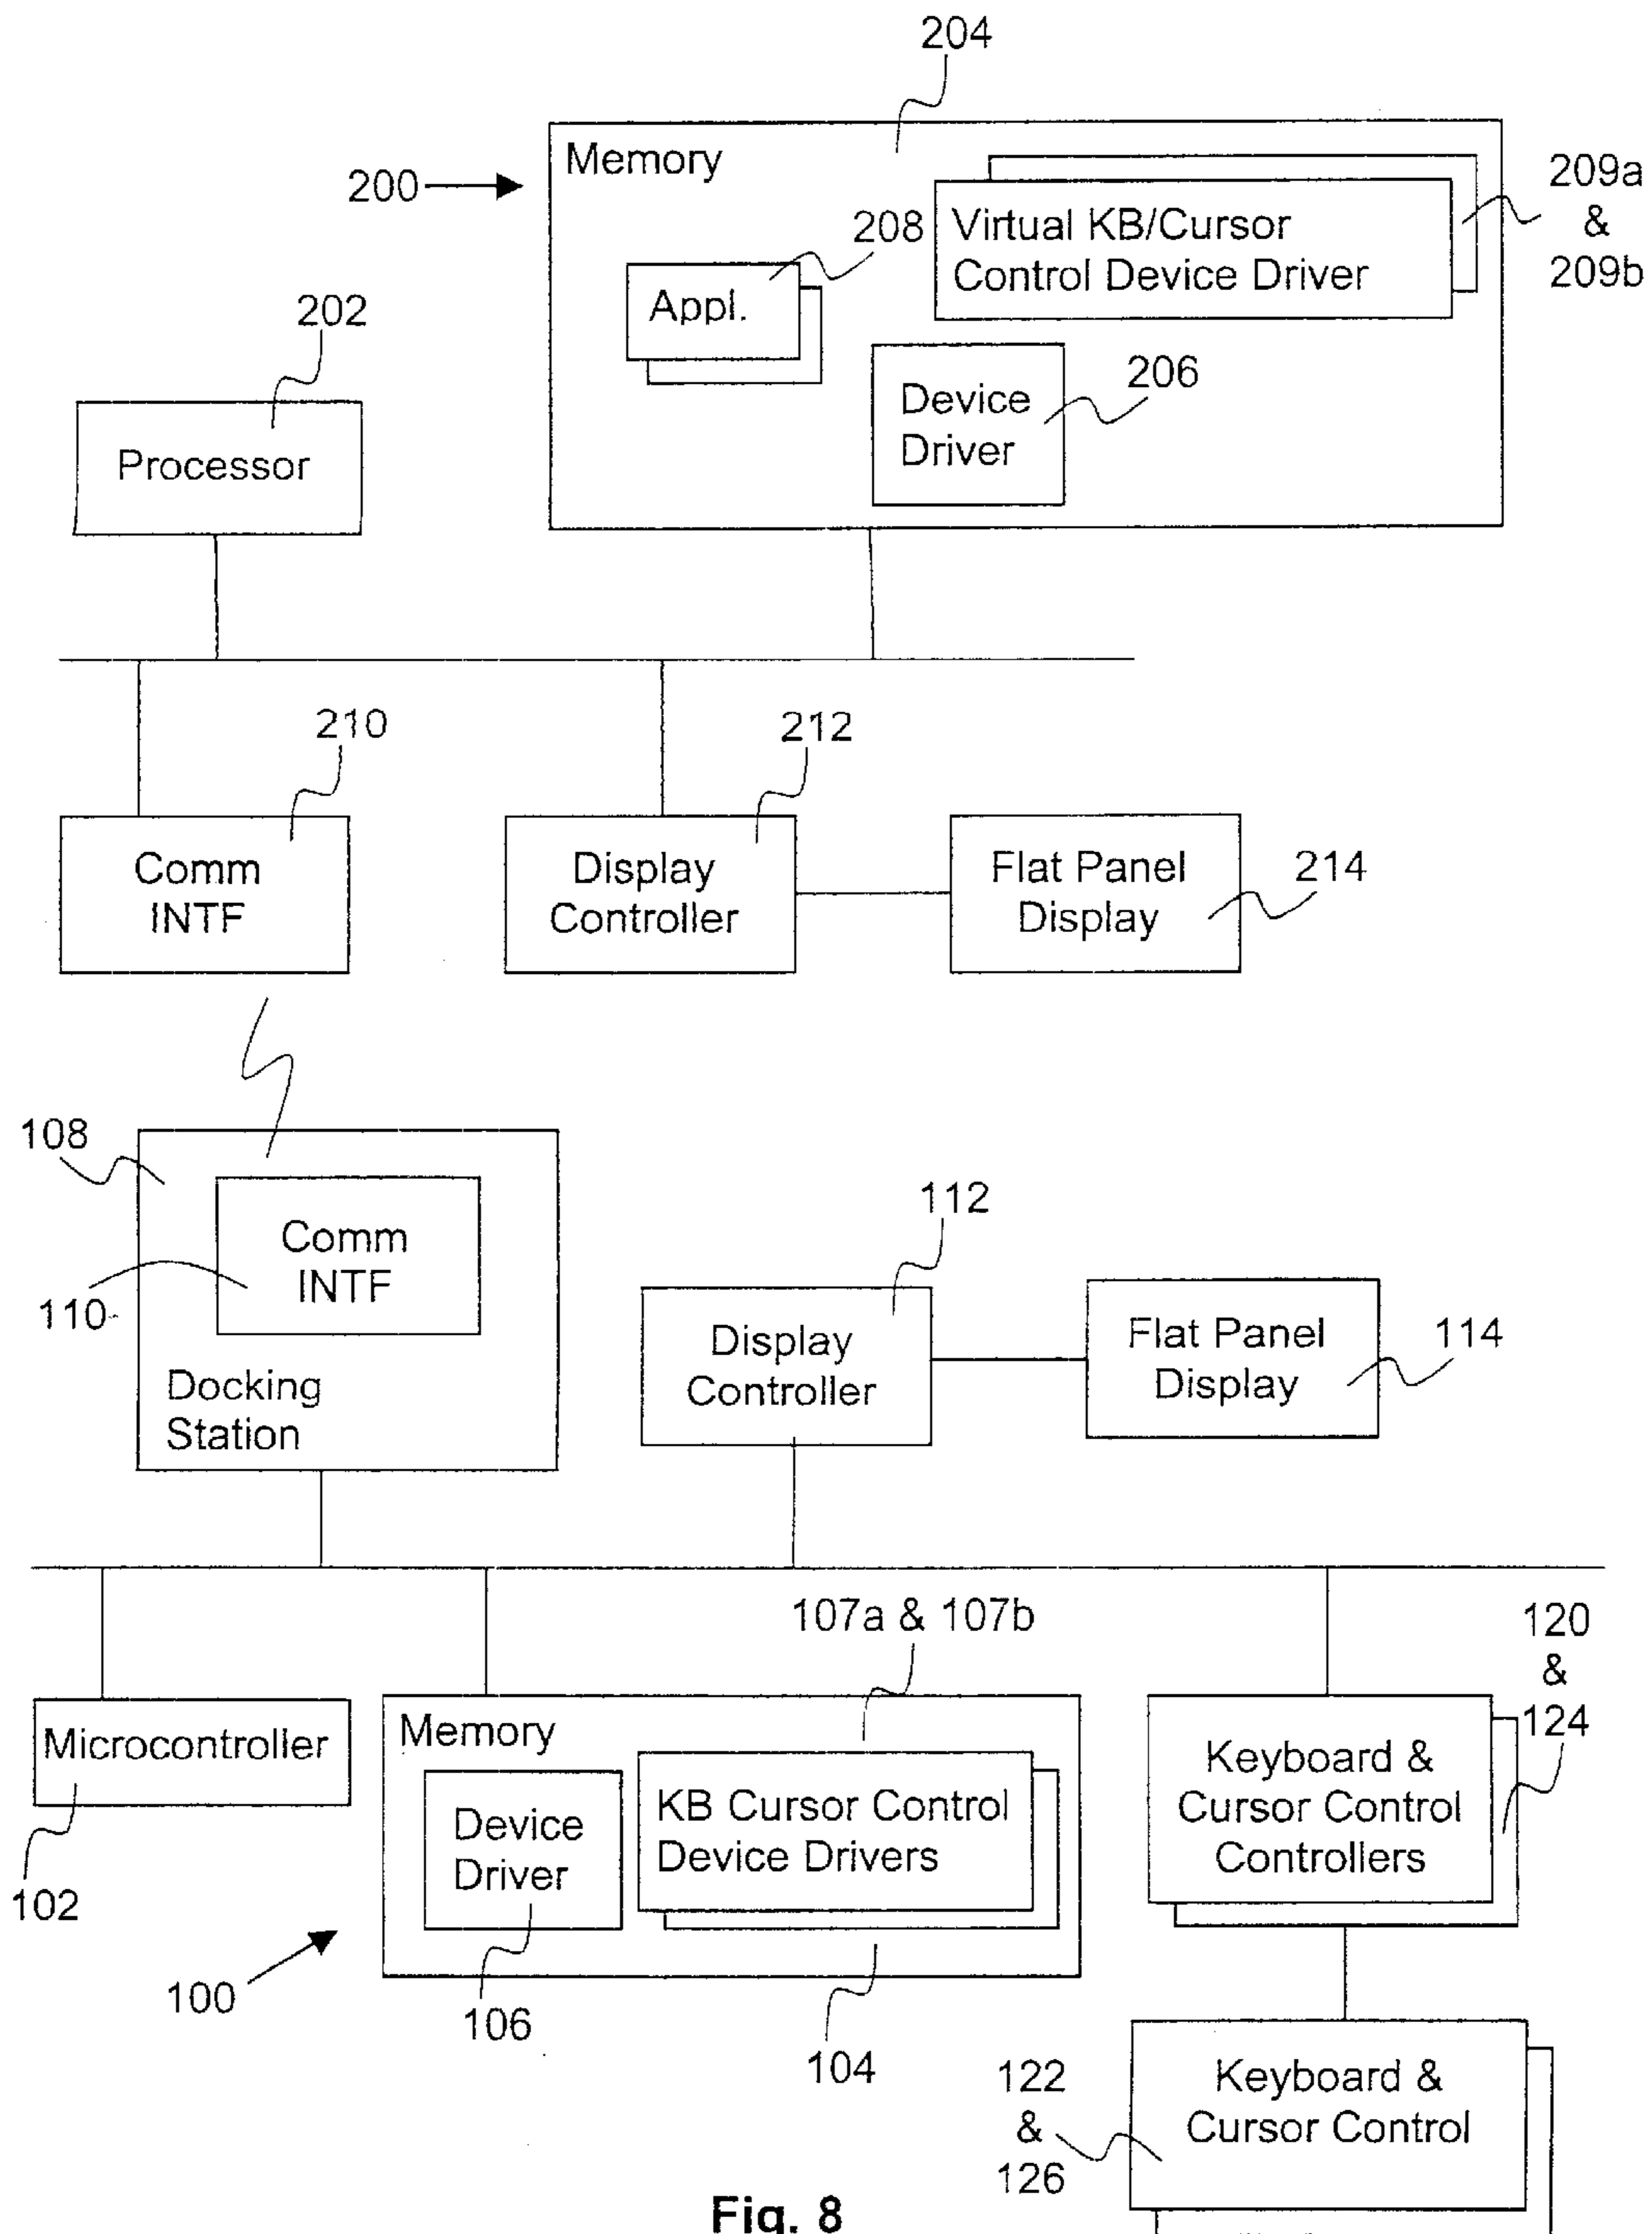 204
Memory
200
209a
&
209b
Virtual KB/Cursor
Control Device Driver
208
Appl.
202
206
Device
Driver
Processor
210
212
Comm
INTF
Display
Controller
Flat Panel
Display
214
108
112
Comm
INTF
110
Display
Controller
Flat Panel
Display
114
Docking
Station
107a & 107b
120
&
124
Microcontroller
Memory
Device
Driver
KB Cursor Control
Device Drivers
Keyboard &
Cursor Control
Controllers
102
100
106
104
122
&
126
Keyboard &
Cursor Control
Fig. 8